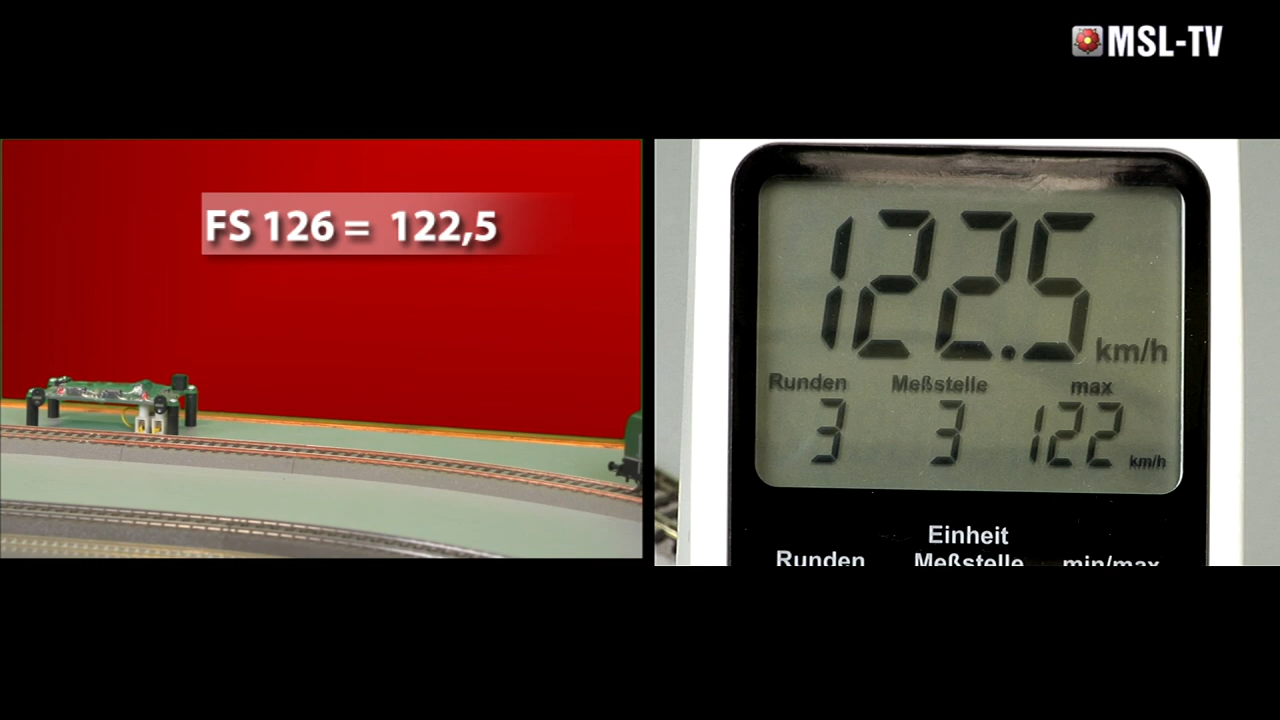 MSL-TV
FS 126 = 122,5
122.5 km/h
Runden Meßstelle max
3 3 122 km/h
Einheit
Runden Meßstelle min/max